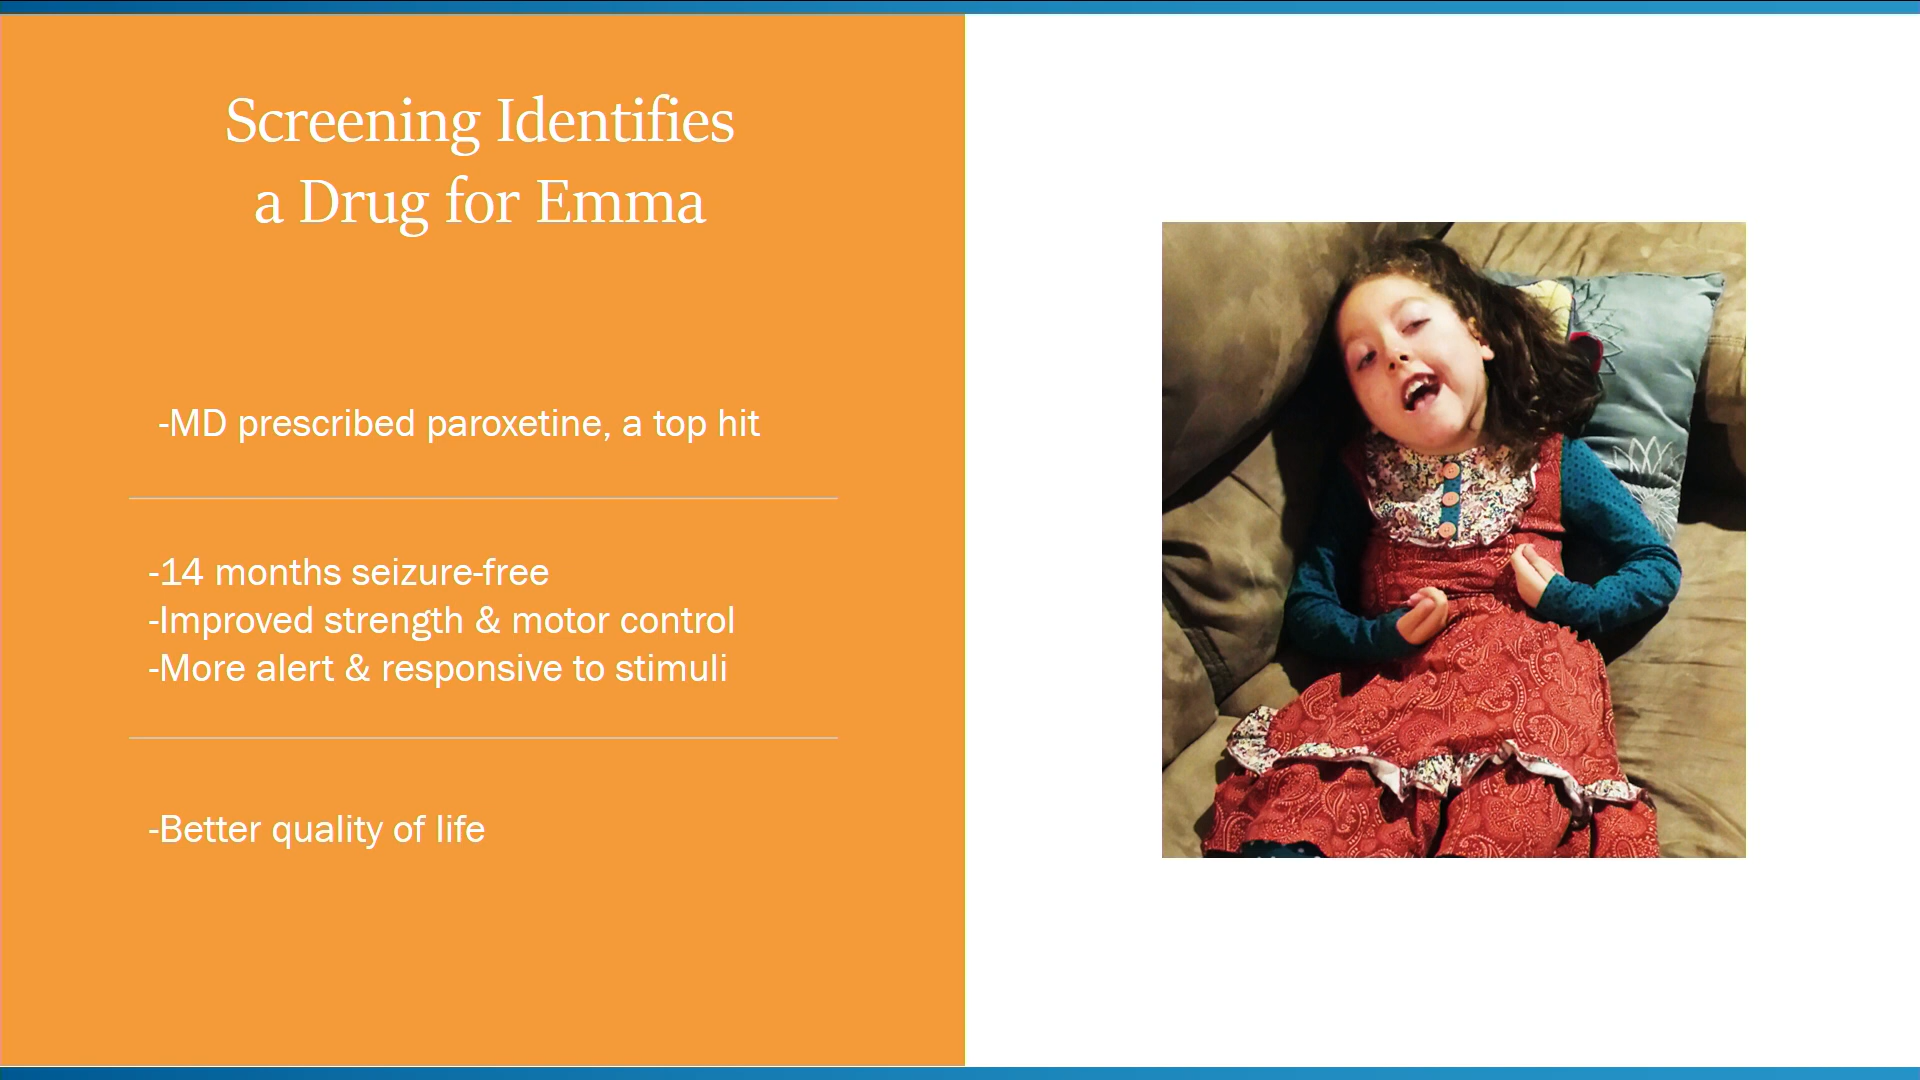 Screening Identifies
a Drug for Emma
-MD prescribed paroxetine, a top hit
-14 months seizure-free
-Improved strength & motor control
-More alert & responsive to stimuli
-Better quality of life